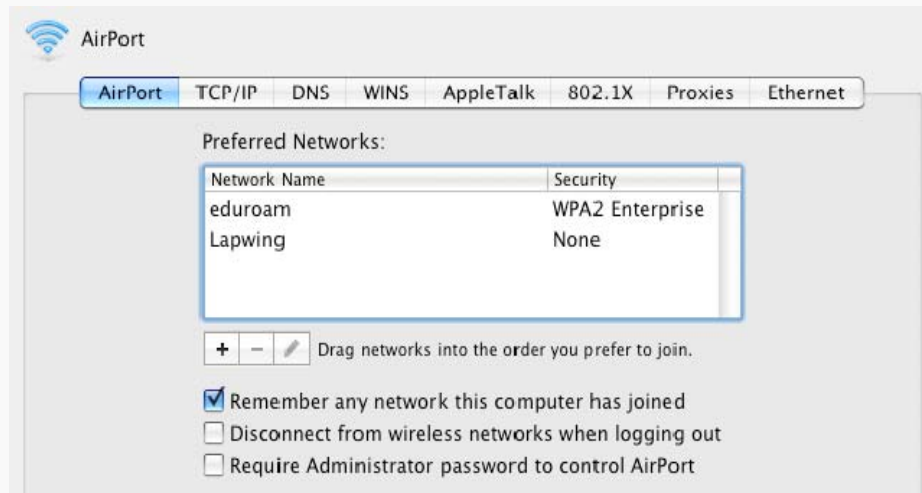 AirPort
AirPort TCP/IP DNS WINS AppleTalk 802.1X Proxies Ethernet
Preferred Networks:
Network Name Security
eduroam WPA2 Enterprise
Lapwing None
+ − Drag networks into the order you prefer to join.
Remember any network this computer has joined
Disconnect from wireless networks when logging out
Require Administrator password to control AirPort